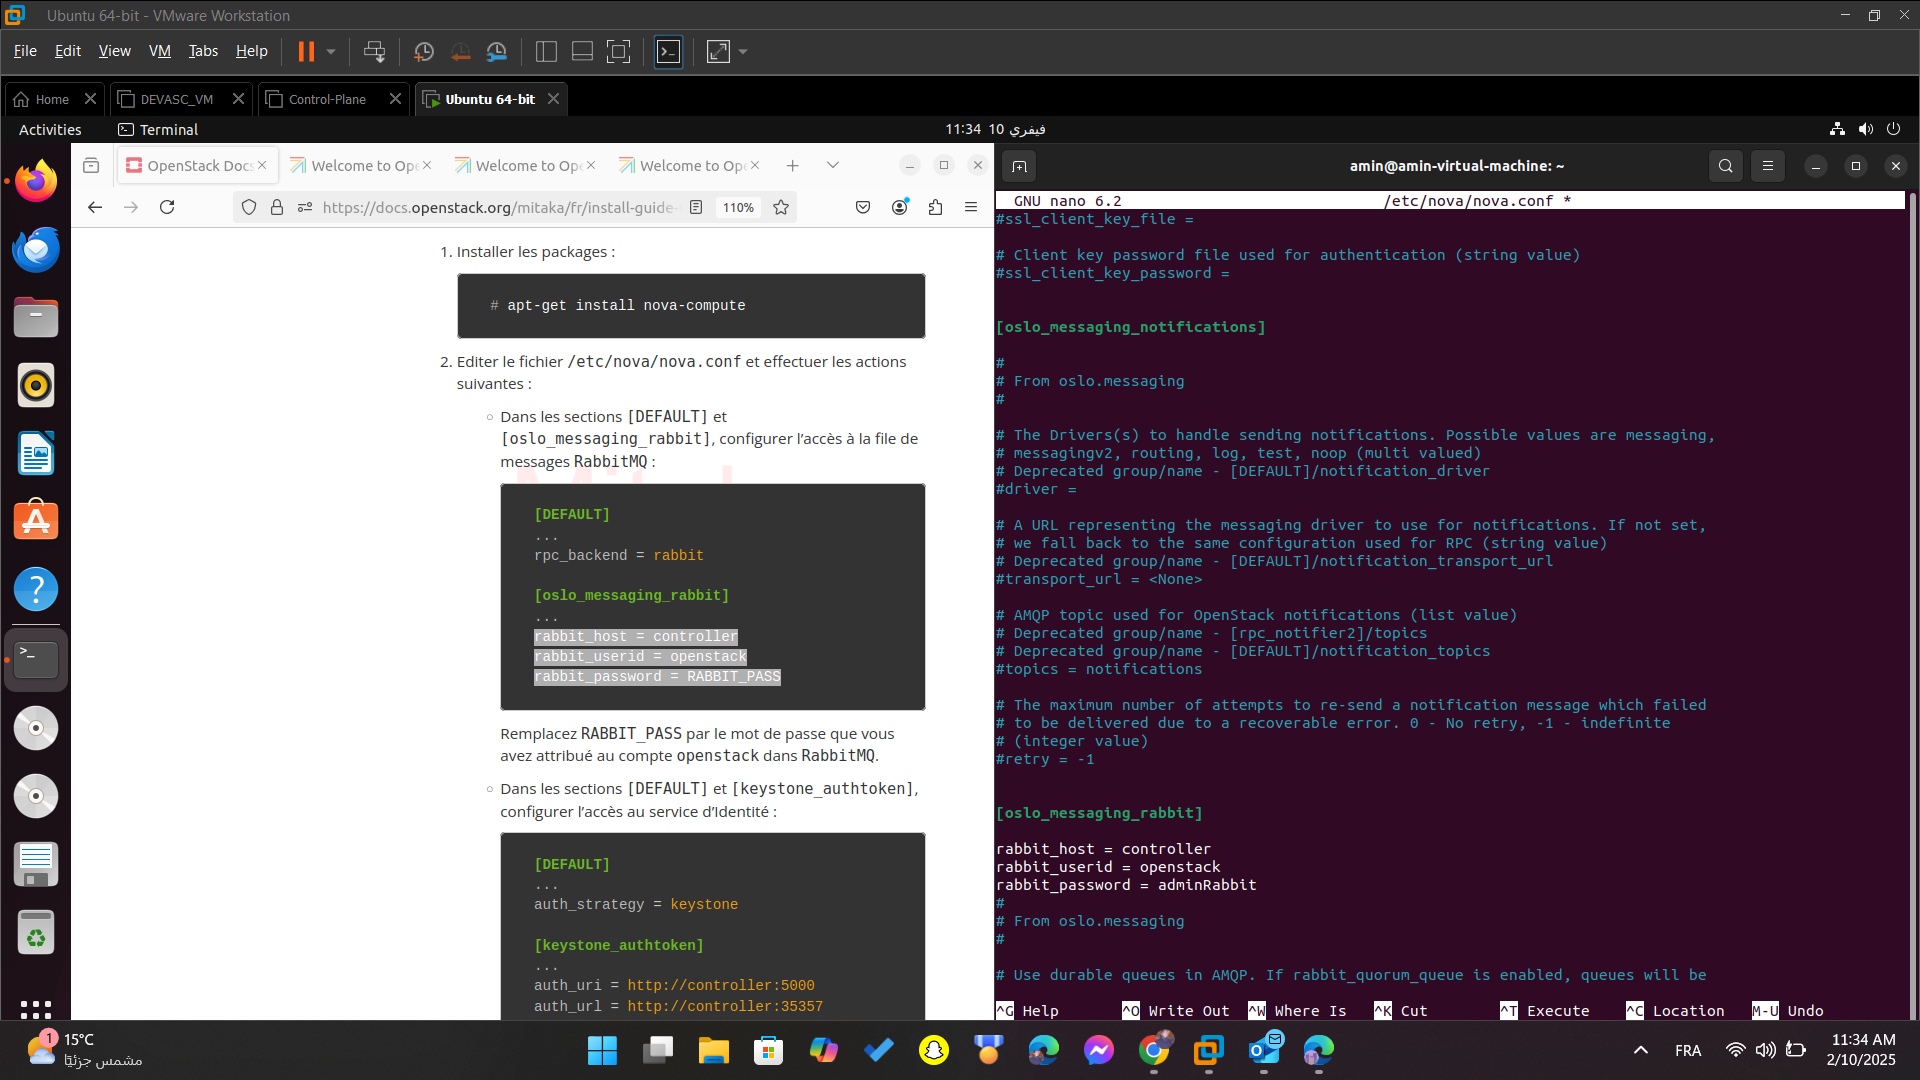 Ubuntu 64-bit - VMware Workstation
File Edit View VM Tabs Help
Home
DEVASC_VM
Control-Plane
Ubuntu 64-bit
Activities
Terminal
11:34 10 فيفري
OpenStack Docs
Welcome to Ope
Welcome to Ope
Welcome to Ope
https://docs.openstack.org/mitaka/fr/install-guide-
110%
1. Installer les packages :
# apt-get install nova-compute
2. Editer le fichier /etc/nova/nova.conf et effectuer les actions
suivantes :
Dans les sections [DEFAULT] et
[oslo_messaging_rabbit], configurer l'accès à la file de
messages RabbitMQ :
[DEFAULT]
...
rpc_backend = rabbit
[oslo_messaging_rabbit]
...
rabbit_host = controller
rabbit_userid = openstack
rabbit_password = RABBIT_PASS
Remplacez RABBIT_PASS par le mot de passe que vous
avez attribué au compte openstack dans RabbitMQ.
Dans les sections [DEFAULT] et [keystone_authtoken],
configurer l'accès au service d'Identité :
[DEFAULT]
...
auth_strategy = keystone
[keystone_authtoken]
...
auth_uri = http://controller:5000
auth_url = http://controller:35357
amin@amin-virtual-machine: ~
GNU nano 6.2 /etc/nova/nova.conf *
#ssl_client_key_file =
# Client key password file used for authentication (string value)
#ssl_client_key_password =
[oslo_messaging_notifications]
#
# From oslo.messaging
#
# The Drivers(s) to handle sending notifications. Possible values are messaging,
# messagingv2, routing, log, test, noop (multi valued)
# Deprecated group/name - [DEFAULT]/notification_driver
#driver =
# A URL representing the messaging driver to use for notifications. If not set,
# we fall back to the same configuration used for RPC (string value)
# Deprecated group/name - [DEFAULT]/notification_transport_url
#transport_url = <None>
# AMQP topic used for OpenStack notifications (list value)
# Deprecated group/name - [rpc_notifier2]/topics
# Deprecated group/name - [DEFAULT]/notification_topics
#topics = notifications
# The maximum number of attempts to re-send a notification message which failed
# to be delivered due to a recoverable error. 0 - No retry, -1 - indefinite
# (integer value)
#retry = -1
[oslo_messaging_rabbit]
rabbit_host = controller
rabbit_userid = openstack
rabbit_password = adminRabbit
#
# From oslo.messaging
#
# Use durable queues in AMQP. If rabbit_quorum_queue is enabled, queues will be
^G Help ^O Write Out ^W Where Is ^K Cut ^T Execute ^C Location M-U Undo
1
15°C
مشمس جزئيًا
FRA
11:34 AM
2/10/2025